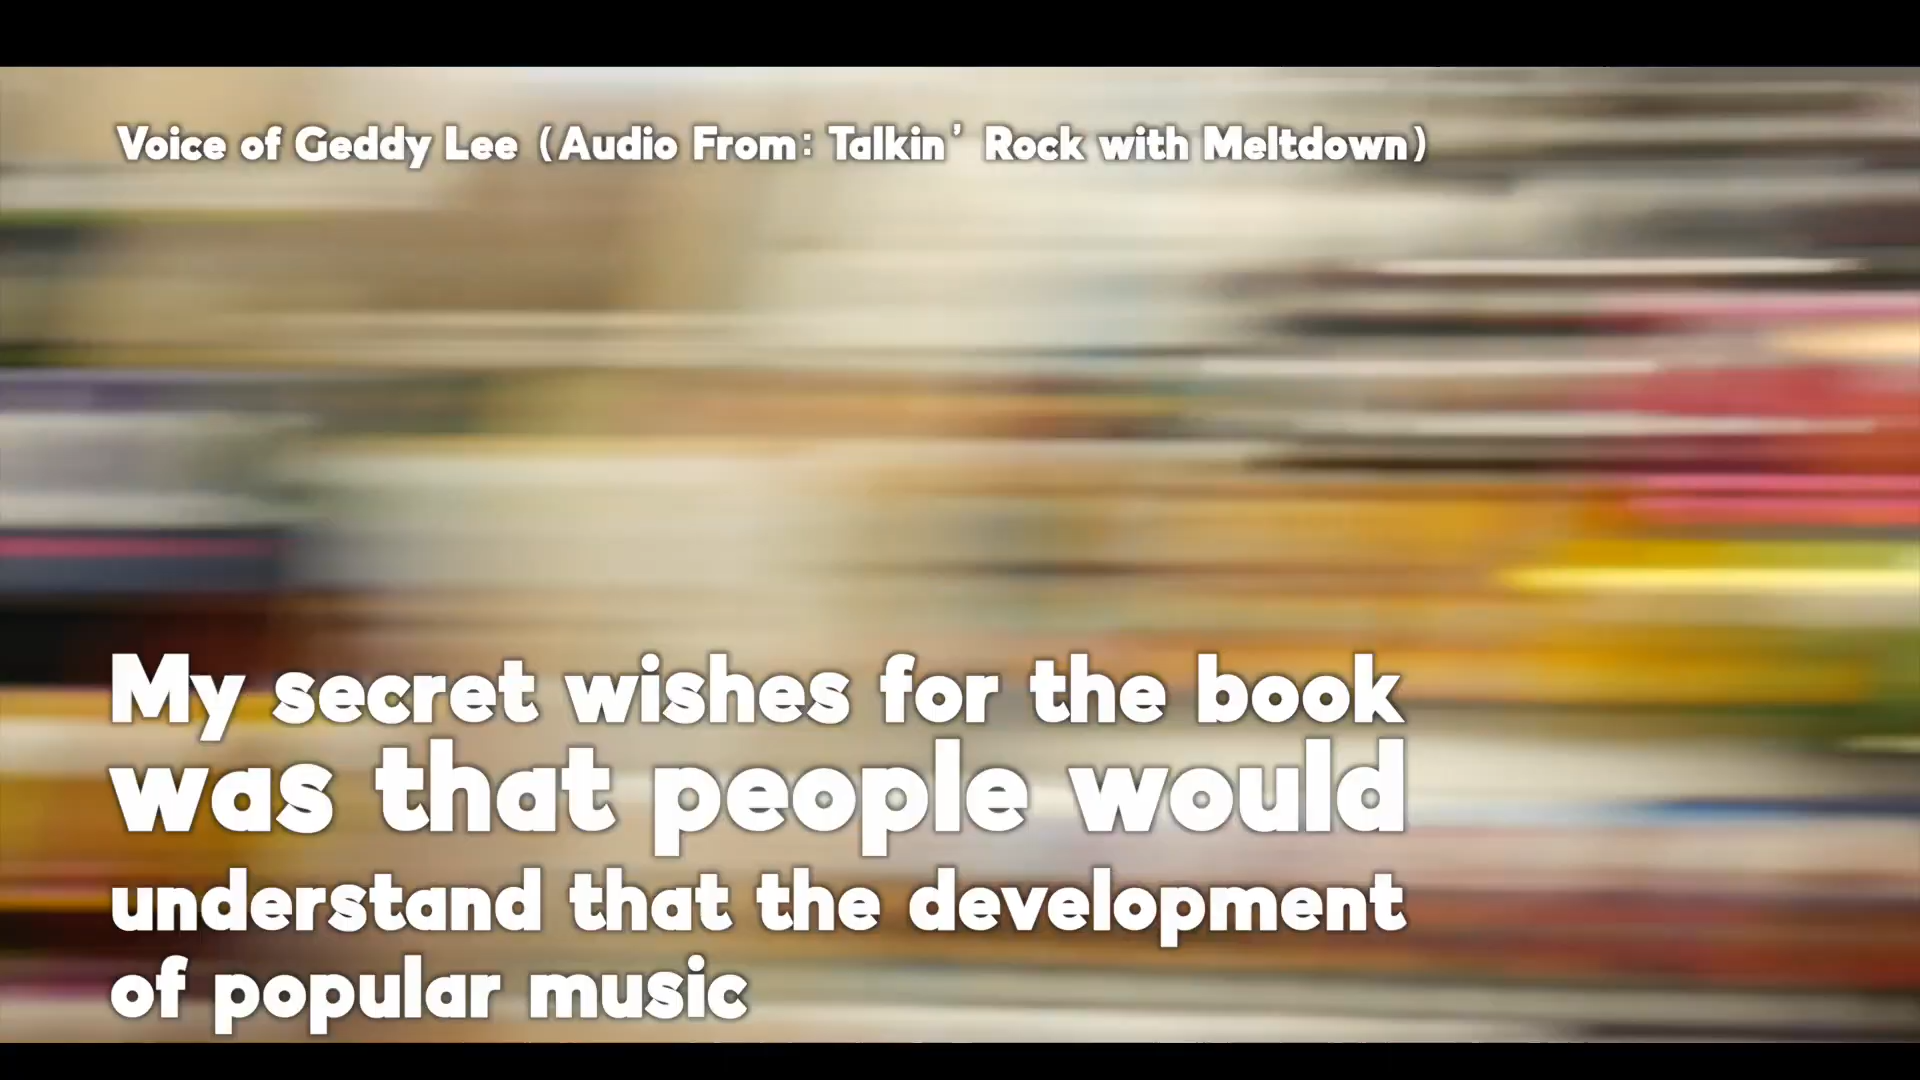 Voice of Geddy Lee (Audio From: Talkin' Rock with Meltdown)
My secret wishes for the book
was that people would
understand that the development
of popular music